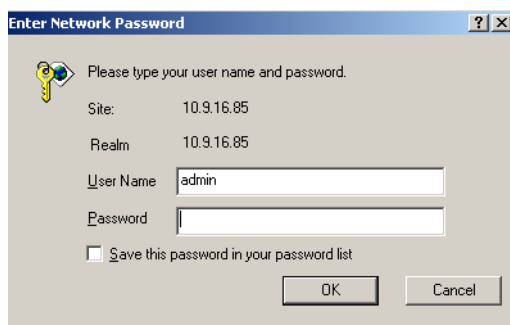 Enter Network Password
Please type your user name and password.
Site: 10.9.16.85
Realm 10.9.16.85
User Name admin
Password
Save this password in your password list
OK Cancel